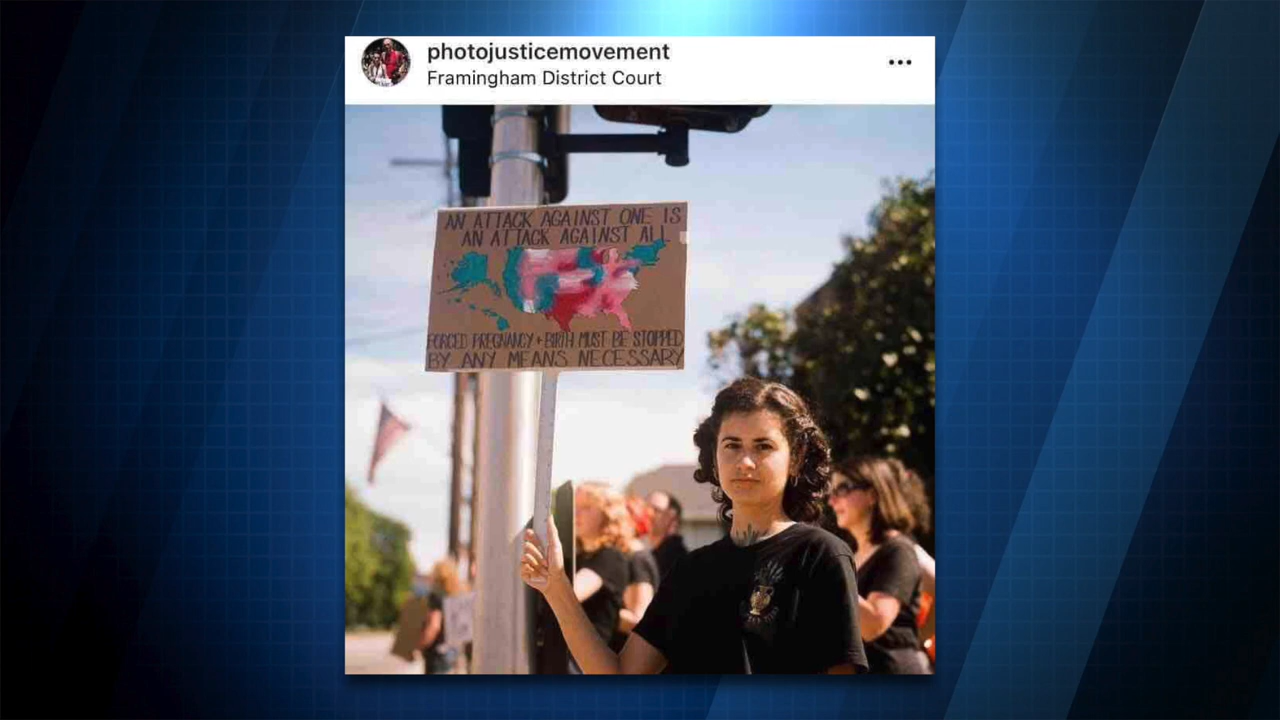 photojusticemovement
Framingham District Court
AN ATTACK AGAINST ONE IS
AN ATTACK AGAINST ALL
FORCED PREGNANCY + BIRTH MUST BE STOPPED
BY ANY MEANS NECESSARY